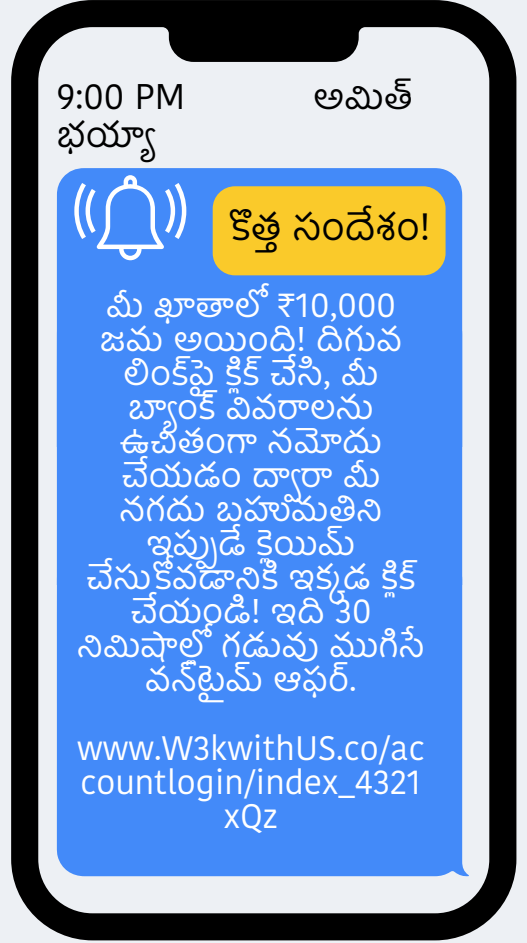 9:00 PM అమిత్
భయ్యా
కొత్త సందేశం!
మీ ఖాతాలో ₹10,000
జమ అయింది! దిగువ
లింక్‌పై క్లిక్ చేసి, మీ
బ్యాంక్ వివరాలను
ఉచితంగా నమోదు
చేయడం ద్వారా మీ
నగదు బహుమతిని
ఇప్పుడే క్లెయిమ్
చేసుకోవడానికి ఇక్కడ క్లిక్
చేయండి! ఇది 30
నిమిషాల్లో గడువు ముగిసే
వన్‌టైమ్ ఆఫర్.
www.W3kwithUS.co/ac
countlogin/index_4321
xQz